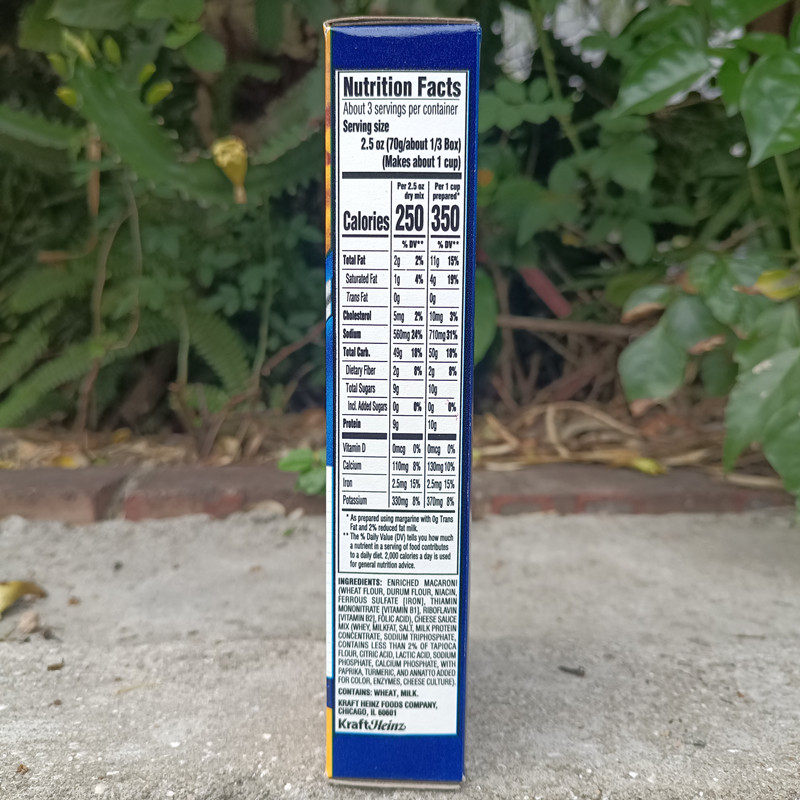 Nutrition Facts
About 3 servings per container
Serving size
2.5 oz (70g/about 1/3 Box)
(Makes about 1 cup)
Per 2.5 oz dry mix Per 1 cup prepared*
Calories 250 350
% DV** % DV**
Total Fat 2g 2% 11g 15%
Saturated Fat 1g 4% 4g 19%
Trans Fat 0g 0g
Cholesterol 5mg 2% 10mg 3%
Sodium 560mg 24% 710mg 31%
Total Carb. 49g 18% 50g 18%
Dietary Fiber 2g 8% 2g 8%
Total Sugars 9g 10g
Incl. Added Sugars 0g 0% 0g 0%
Protein 9g 10g
Vitamin D 0mcg 0% 0mcg 0%
Calcium 110mg 8% 130mg 10%
Iron 2.5mg 15% 2.5mg 15%
Potassium 330mg 8% 370mg 8%
* As prepared using margarine with 0g Trans
Fat and 2% reduced fat milk.
** The % Daily Value (DV) tells you how much
a nutrient in a serving of food contributes
to a daily diet. 2,000 calories a day is used
for general nutrition advice.
INGREDIENTS: ENRICHED MACARONI
(WHEAT FLOUR, DURUM FLOUR, NIACIN,
FERROUS SULFATE [IRON], THIAMIN
MONONITRATE [VITAMIN B1], RIBOFLAVIN
[VITAMIN B2], FOLIC ACID), CHEESE SAUCE
MIX (WHEY, MILKFAT, SALT, MILK PROTEIN
CONCENTRATE, SODIUM TRIPHOSPHATE,
CONTAINS LESS THAN 2% OF TAPIOCA
FLOUR, CITRIC ACID, LACTIC ACID, SODIUM
PHOSPHATE, CALCIUM PHOSPHATE, WITH
PAPRIKA, TURMERIC, AND ANNATTO ADDED
FOR COLOR, ENZYMES, CHEESE CULTURE).
CONTAINS: WHEAT, MILK.
KRAFT HEINZ FOODS COMPANY,
CHICAGO, IL 60601
KraftHeinz